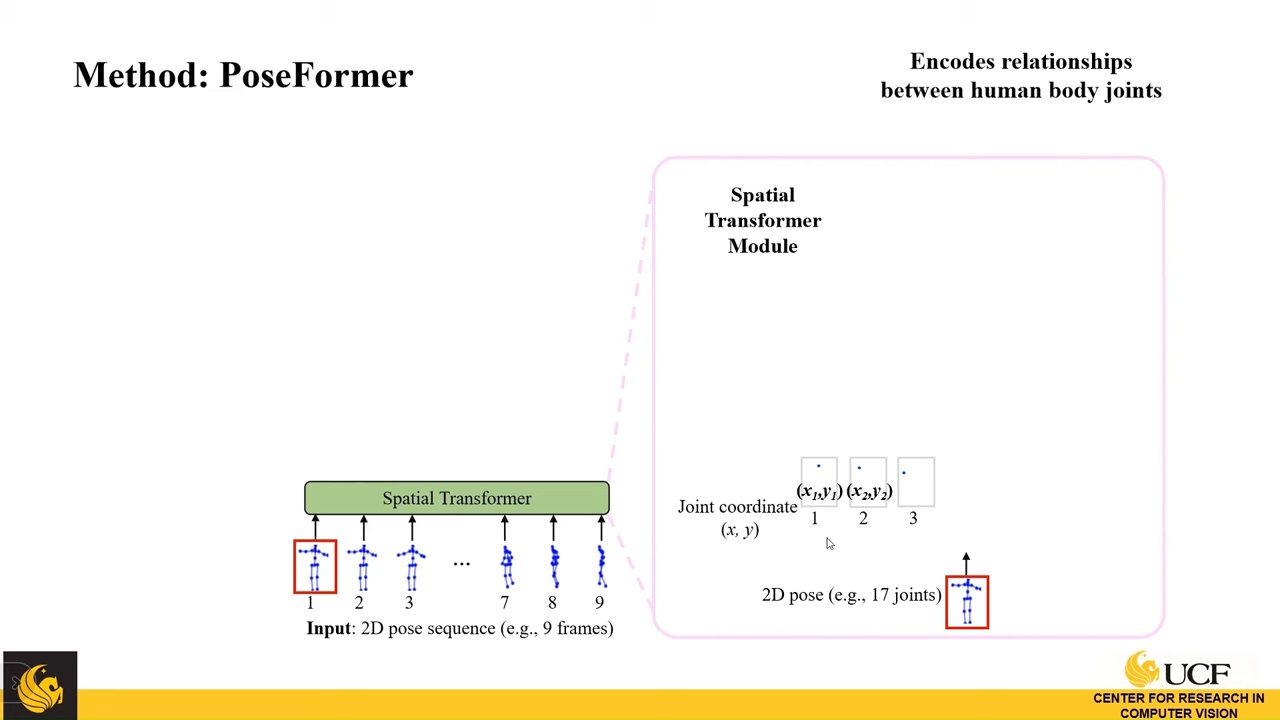 Method: PoseFormer
Encodes relationships
between human body joints
Spatial
Transformer
Module
Spatial Transformer
...
1 2 3 7 8 9
Input: 2D pose sequence (e.g., 9 frames)
(x1,y1) (x2,y2)
Joint coordinate
(x, y)
1 2 3
2D pose (e.g., 17 joints)
UCF
CENTER FOR RESEARCH IN
COMPUTER VISION